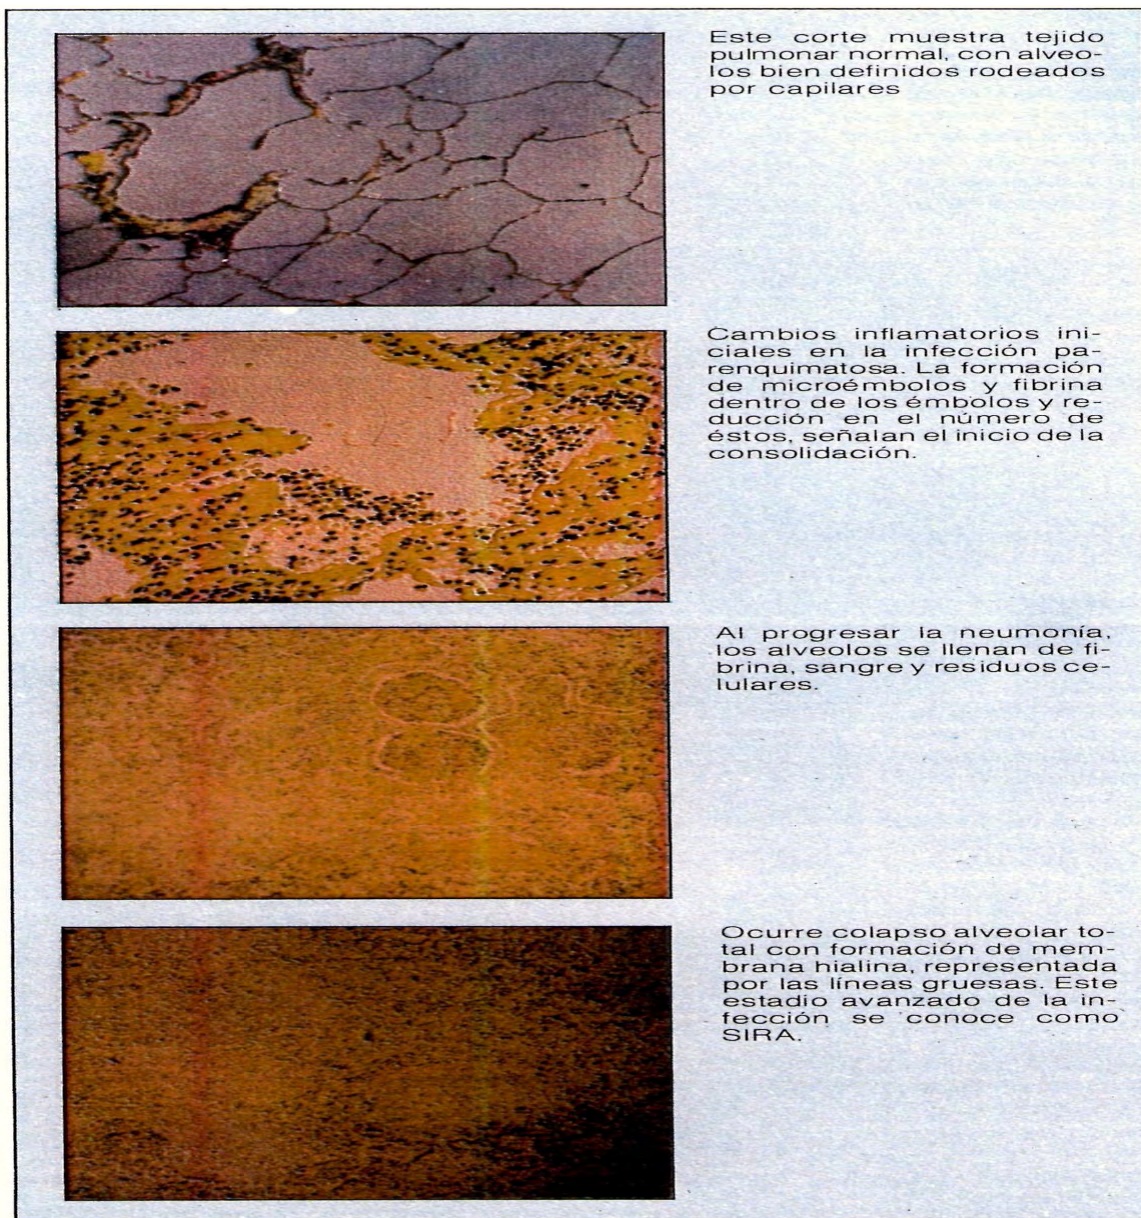 Este corte muestra tejido
pulmonar normal, con alveo-
los bien definidos rodeados
por capilares
Cambios inflamatorios ini-
ciales en la infección pa-
renquimatosa. La formación
de microémbolos y fibrina
dentro de los émbolos y re-
ducción en el número de
éstos, señalan el inicio de la
consolidación.
Al progresar la neumonía,
los alveolos se llenan de fi-
brina, sangre y residuos ce-
lulares.
Ocurre colapso alveolar to-
tal con formación de mem-
brana hialina, representada
por las líneas gruesas. Este
estadio avanzado de la in-
fección se conoce como
SIRA.